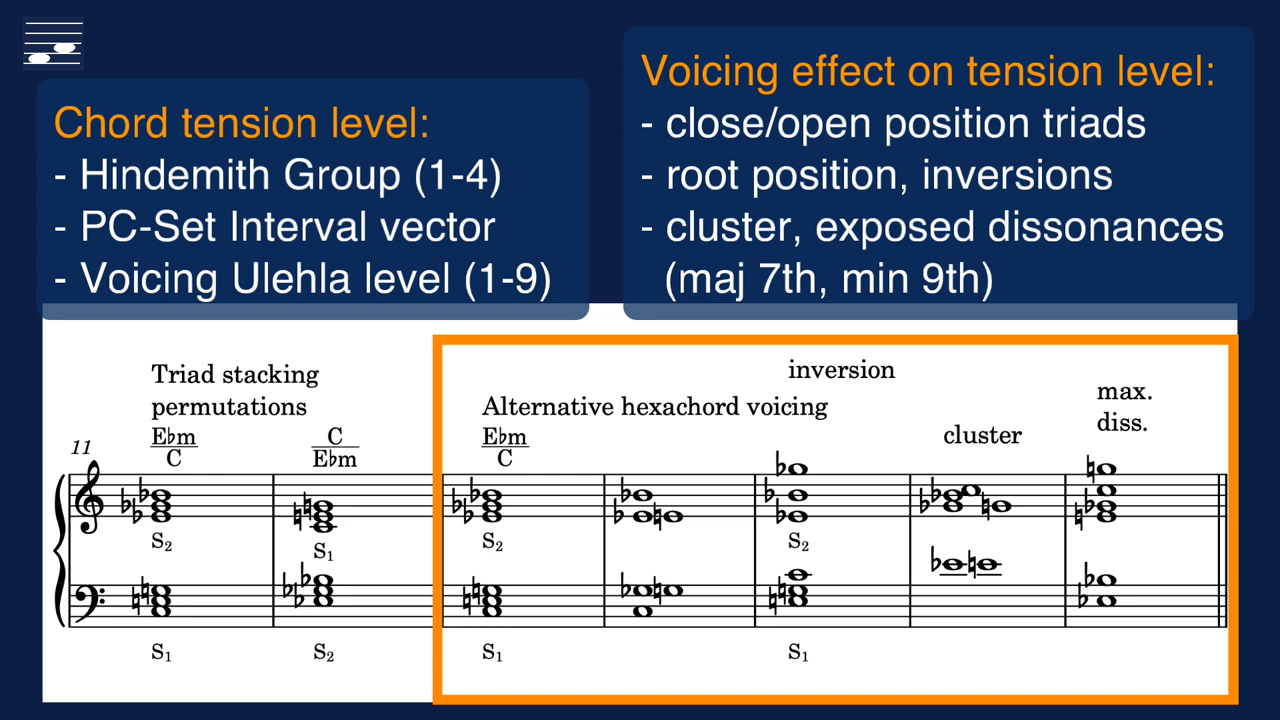 Chord tension level:
- Hindemith Group (1-4)
- PC-Set Interval vector
- Voicing Ulehla level (1-9)
Voicing effect on tension level:
- close/open position triads
- root position, inversions
- cluster, exposed dissonances
(maj 7th, min 9th)
Triad stacking
permutations
E♭m
C
C
E♭m
11
Alternative hexachord voicing
E♭m
C
inversion
cluster
max.
diss.
S₂
S₁
S₂
S₂
S₁
S₂
S₁
S₁